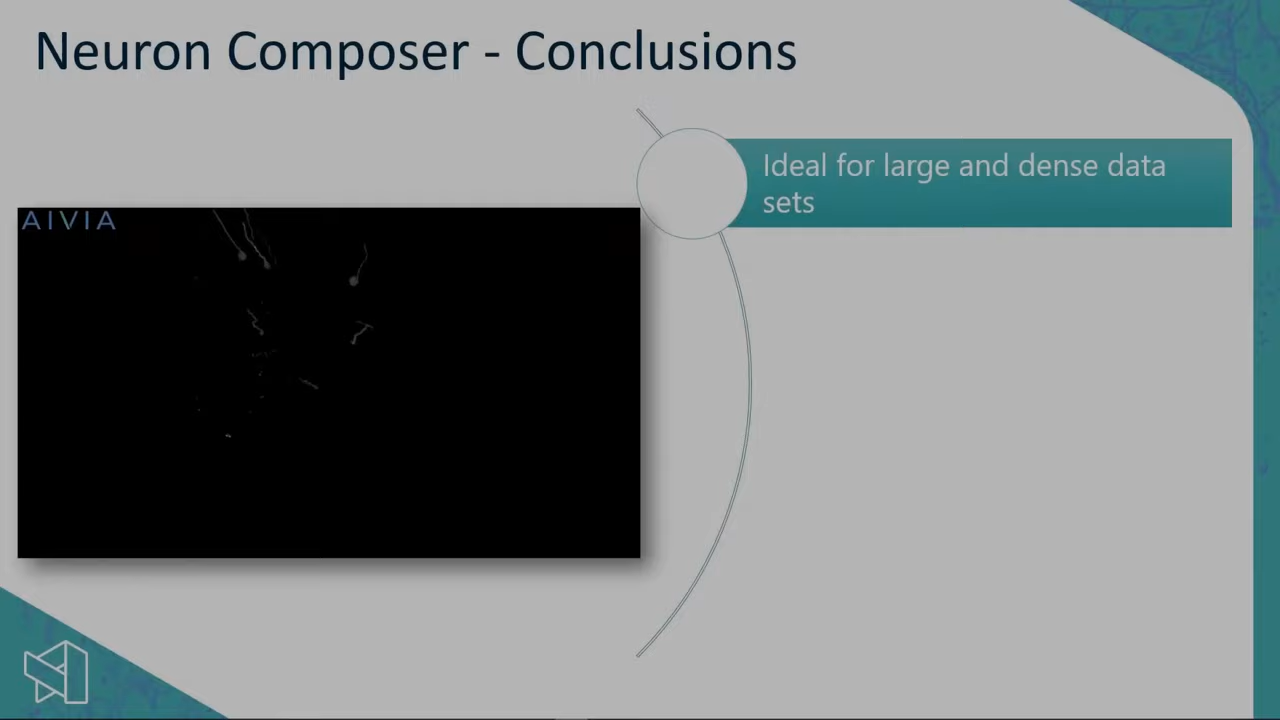 Neuron Composer - Conclusions
Ideal for large and dense data
sets
AIVIA